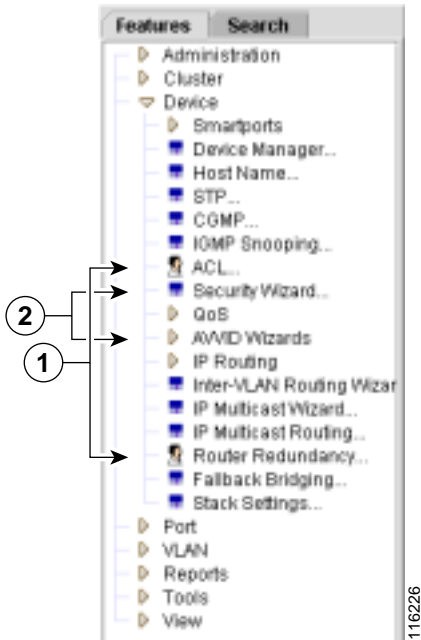 Features Search
Administration
Cluster
Device
Smartports
Device Manager...
Host Name...
STP...
CGMP...
IGMP Snooping...
ACL...
Security Wizard...
QoS
AVVID Wizards
IP Routing
Inter-VLAN Routing Wizar
IP Multicast Wizard...
IP Multicast Routing...
Router Redundancy...
Fallback Bridging...
Stack Settings...
Port
VLAN
Reports
Tools
View
2
1
116226